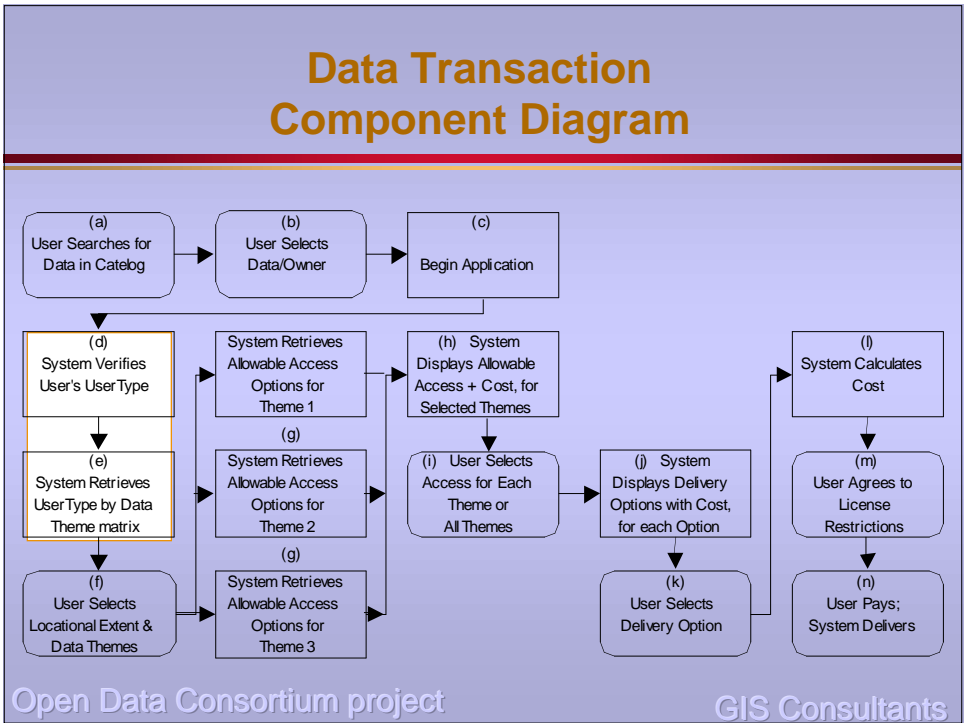 Data Transaction
Component Diagram
(a)
User Searches for
Data in Catelog
(b)
User Selects
Data/Owner
(c)
Begin Application
(d)
System Verifies
User's UserType
(e)
System Retrieves
UserType by Data
Theme matrix
(f)
User Selects
Locational Extent &
Data Themes
System Retrieves
Allowable Access
Options for
Theme 1
(g)
System Retrieves
Allowable Access
Options for
Theme 2
(g)
System Retrieves
Allowable Access
Options for
Theme 3
(h) System
Displays Allowable
Access + Cost, for
Selected Themes
(i) User Selects
Access for Each
Theme or
All Themes
(j) System
Displays Delivery
Options with Cost,
for each Option
(k)
User Selects
Delivery Option
(l)
System Calculates
Cost
(m)
User Agrees to
License
Restrictions
(n)
User Pays;
System Delivers
Open Data Consortium project
GIS Consultants